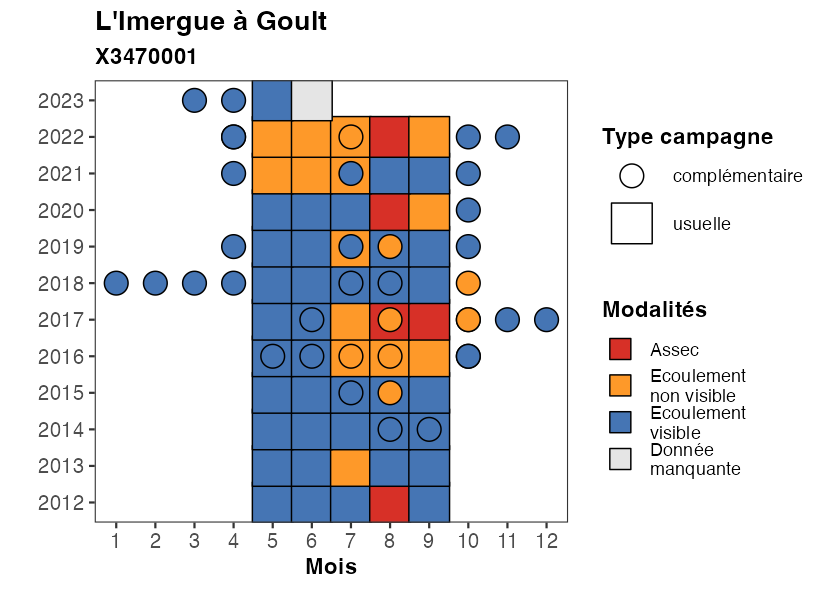 L'Imergue à Goult
X3470001
2023
2022
2021
2020
2019
2018
2017
2016
2015
2014
2013
2012
1 2 3 4 5 6 7 8 9 10 11 12
Mois
Type campagne
complémentaire
usuelle
Modalités
Assec
Ecoulement
non visible
Ecoulement
visible
Donnée
manquante